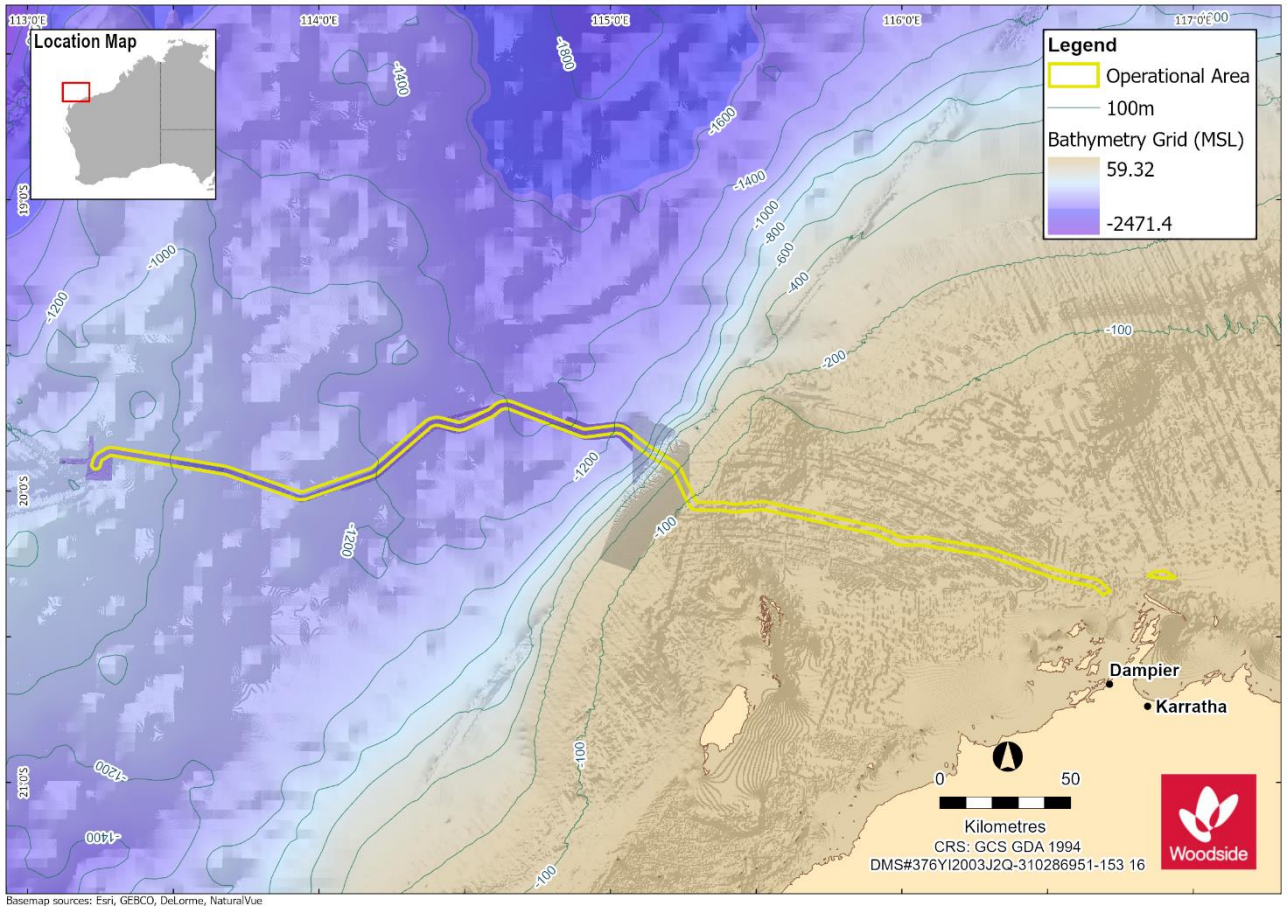 113°0'E
114°0'E
115°0'E
116°0'E
117°0'E
Location Map
Legend
Operational Area
100m
Bathymetry Grid (MSL)
59.32
-2471.4
19°0'S
20°0'S
21°0'S
-1800
-1400
-1600
-1400
-1000
-800
-600
-400
-200
-100
-1000
-1200
-1200
-1200
-100
-100
-1200
-1400
-100
Dampier
Karratha
0 50
Kilometres
CRS: GCS GDA 1994
DMS#376YI2003J2Q-310286951-153 16
Woodside
Basemap sources: Esri, GEBCO, DeLorme, NaturalVue